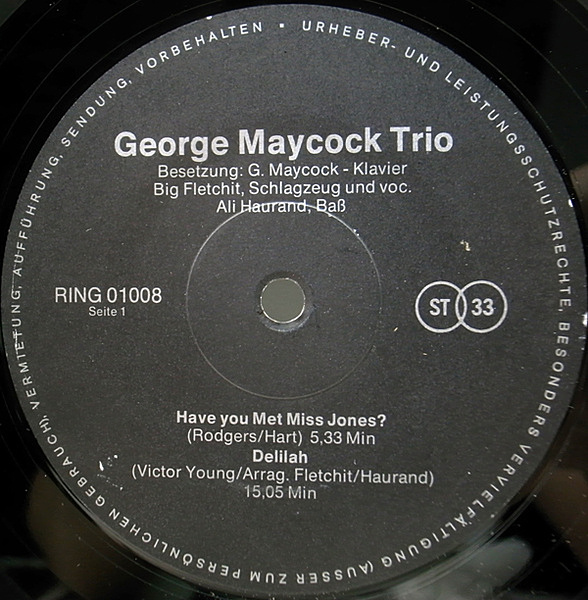 URHEBER- UND LEISTUNGSSCHUTZRECHTE, BESONDERS VERVIELFÄLTIGUNG (AUSSER ZUM PERSÖNLICHEN GEBRAUCH), VERMIETUNG, AUFFÜHRUNG, SENDUNG, VORBEHALTEN •
George Maycock Trio
Besetzung: G. Maycock - Klavier
Big Fletchit, Schlagzeug und voc.
Ali Haurand, Baß
RING 01008
Seite 1
ST 33
Have you Met Miss Jones?
(Rodgers/Hart) 5,33 Min
Delilah
(Victor Young/Arrag. Fletchit/Haurand)
15,05 Min